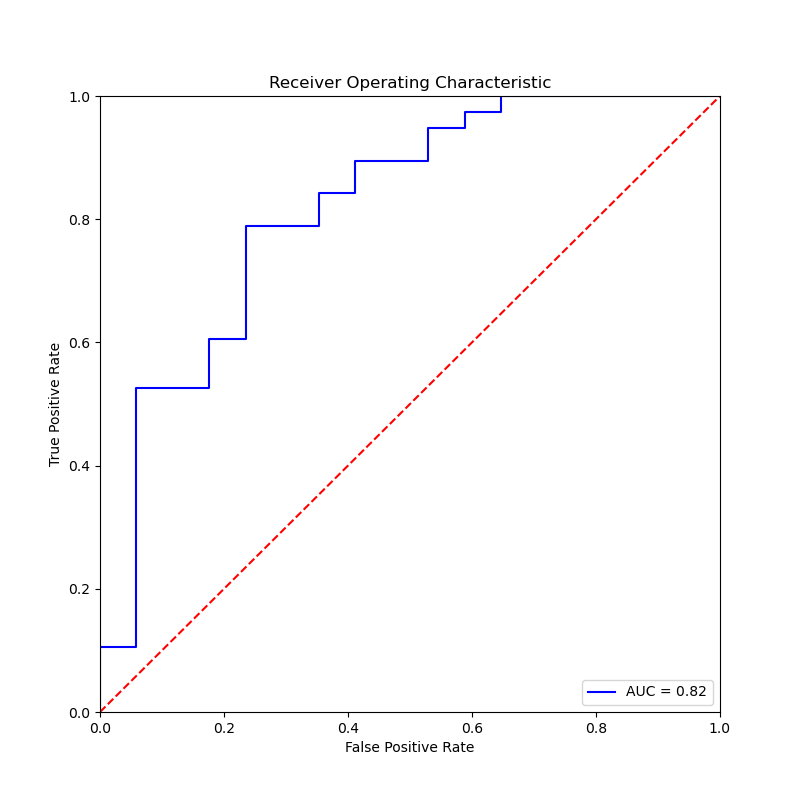 Receiver Operating Characteristic
1.0
0.8
0.6
0.4
0.2
0.0
True Positive Rate
AUC = 0.82
0.0 0.2 0.4 0.6 0.8 1.0
False Positive Rate